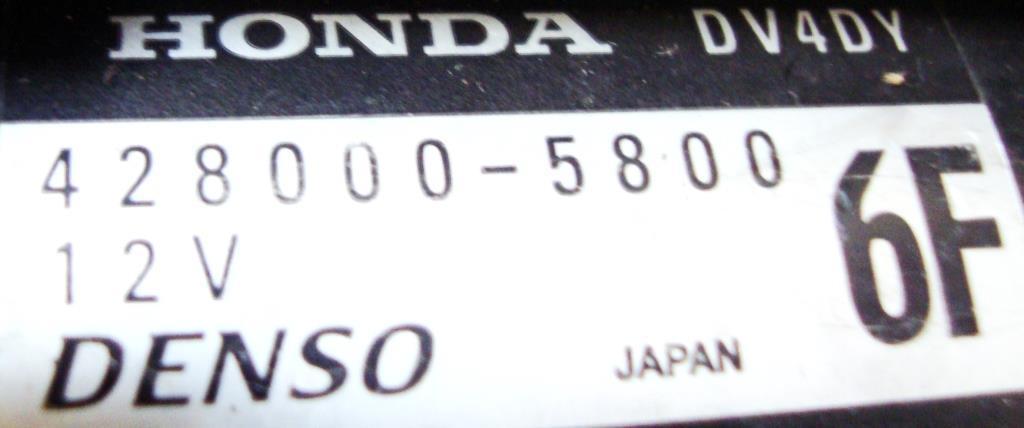 HONDA DV4DY
428000-5800
12V
6F
DENSO JAPAN